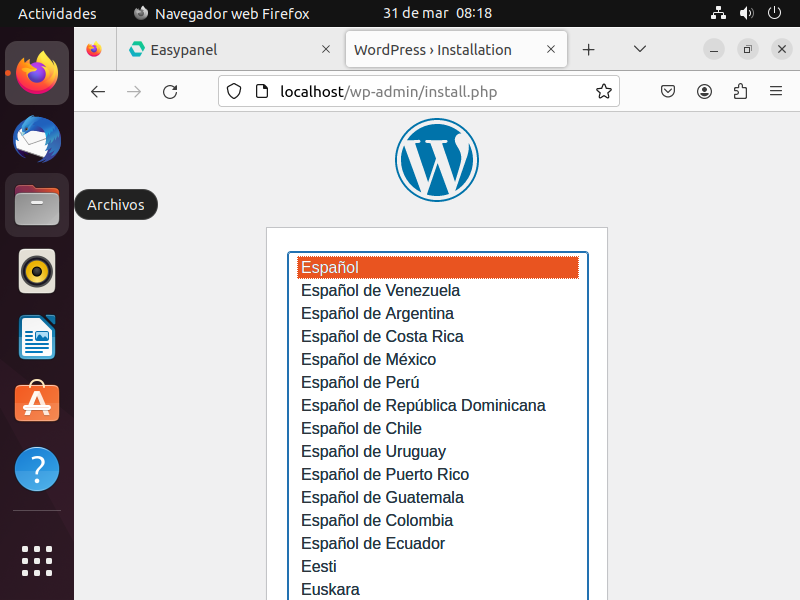 Actividades
Navegador web Firefox
31 de mar 08:18
Easypanel
WordPress › Installation
localhost/wp-admin/install.php
Archivos
Español
Español de Venezuela
Español de Argentina
Español de Costa Rica
Español de México
Español de Perú
Español de República Dominicana
Español de Chile
Español de Uruguay
Español de Puerto Rico
Español de Guatemala
Español de Colombia
Español de Ecuador
Eesti
Euskara